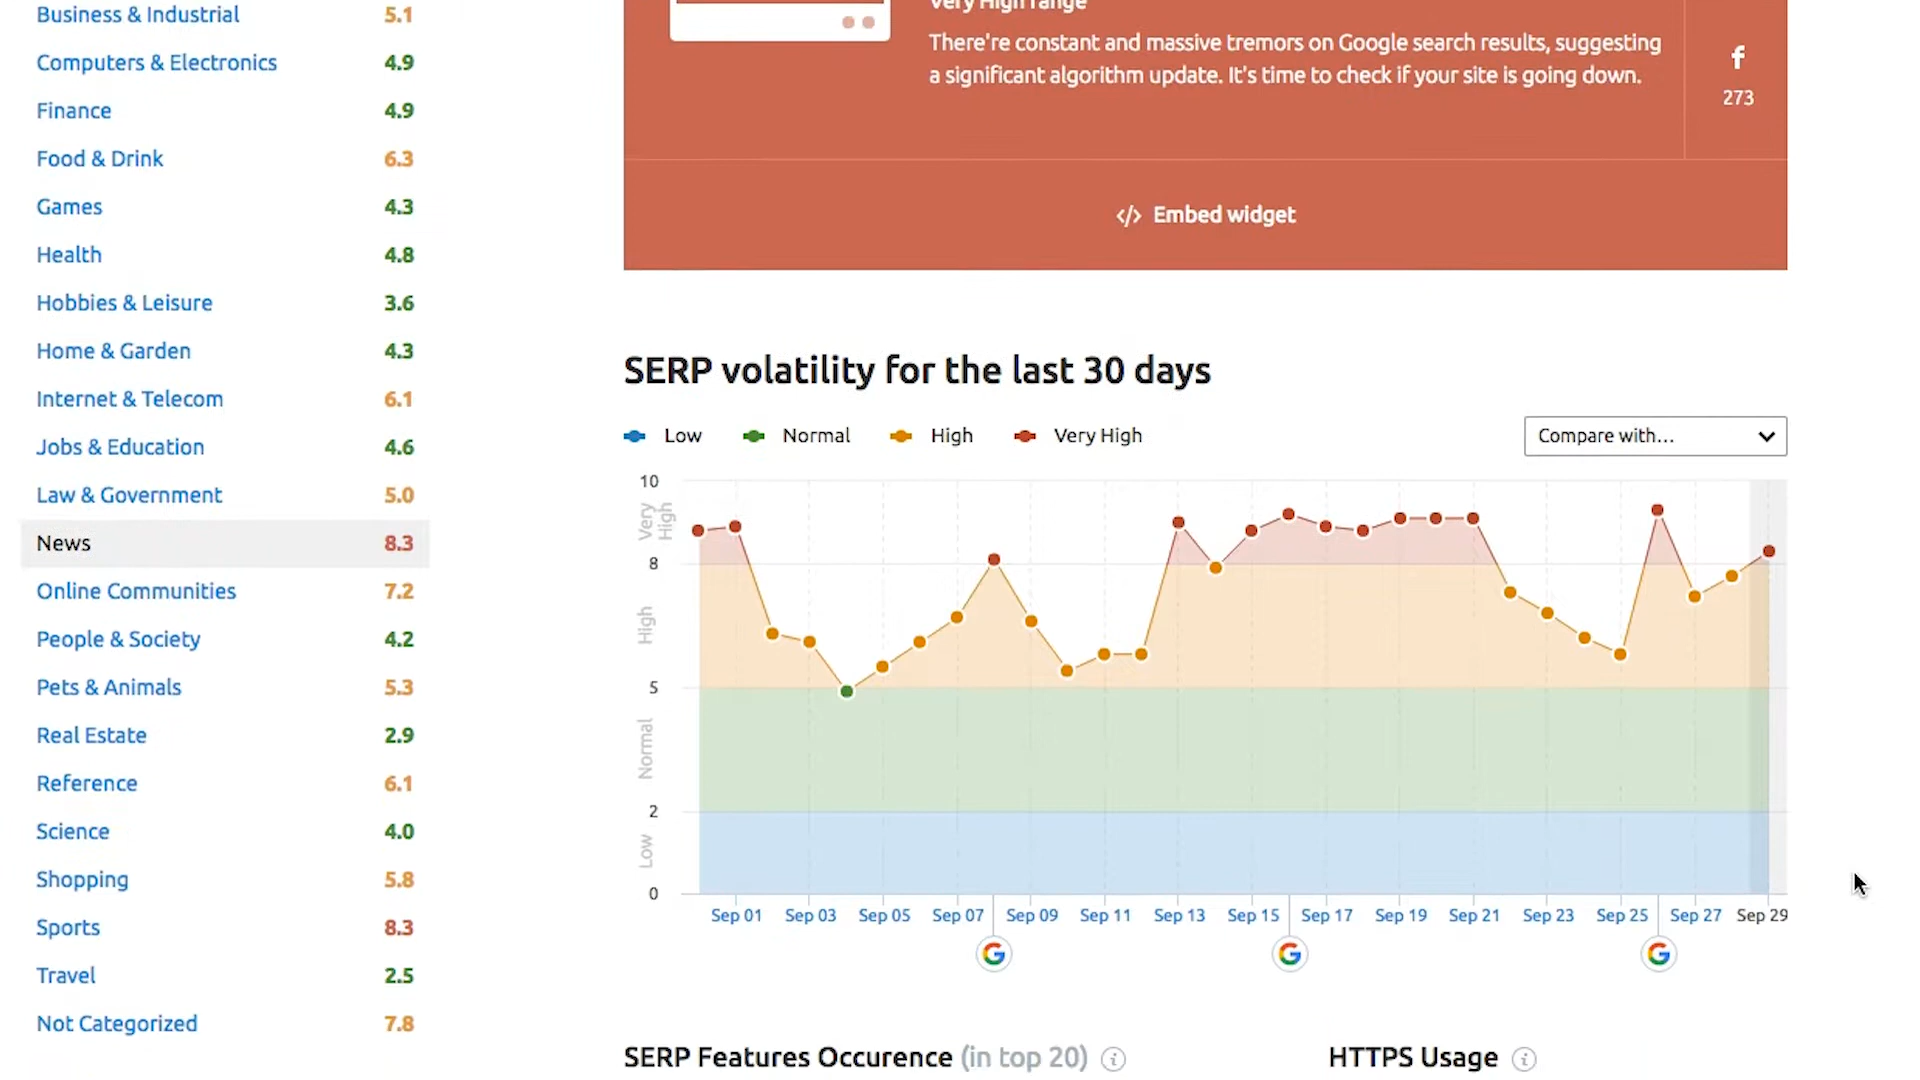 Business & Industrial 5.1
Computers & Electronics 4.9
Finance 4.9
Food & Drink 6.3
Games 4.3
Health 4.8
Hobbies & Leisure 3.6
Home & Garden 4.3
Internet & Telecom 6.1
Jobs & Education 4.6
Law & Government 5.0
News 8.3
Online Communities 7.2
People & Society 4.2
Pets & Animals 5.3
Real Estate 2.9
Reference 6.1
Science 4.0
Shopping 5.8
Sports 8.3
Travel 2.5
Not Categorized 7.8
Very High range
There're constant and massive tremors on Google search results, suggesting
a significant algorithm update. It's time to check if your site is going down.
f
273
</> Embed widget
SERP volatility for the last 30 days
Low Normal High Very High
Compare with...
10
Very
High
8
High
5
Normal
2
Low
0
Sep 01 Sep 03 Sep 05 Sep 07 Sep 09 Sep 11 Sep 13 Sep 15 Sep 17 Sep 19 Sep 21 Sep 23 Sep 25 Sep 27 Sep 29
G G G
SERP Features Occurence (in top 20) i
HTTPS Usage i